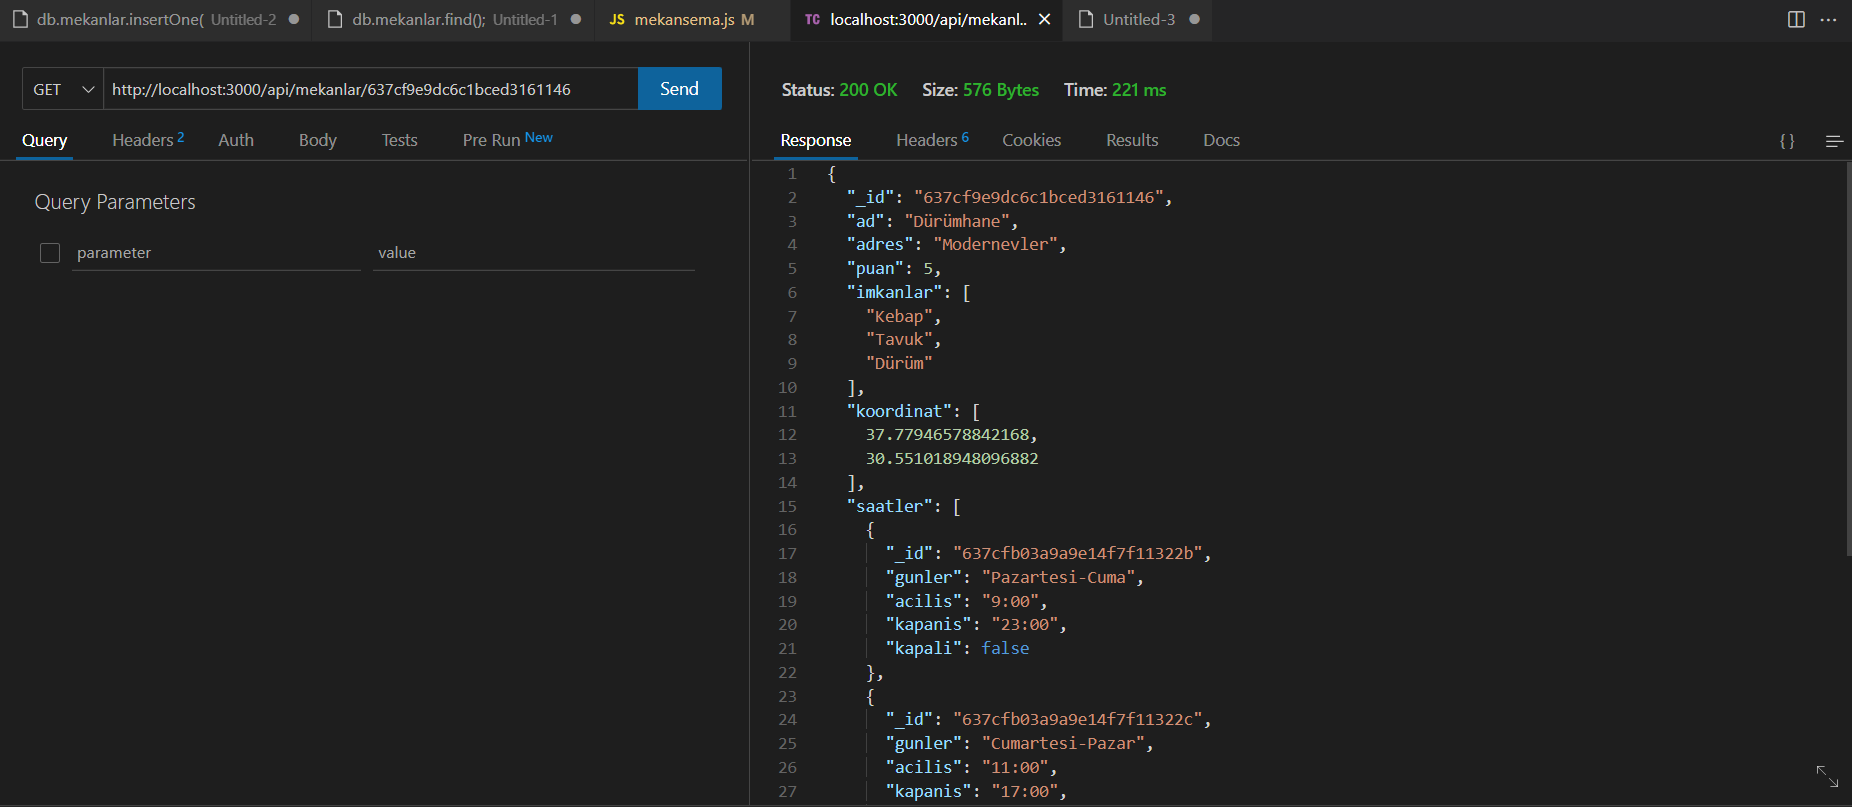 db.mekanlar.insertOne( Untitled-2
db.mekanlar.find(); Untitled-1
JS mekansema.js M
TC localhost:3000/api/mekanl..
Untitled-3
GET http://localhost:3000/api/mekanlar/637cf9e9dc6c1bced3161146 Send
Query Headers 2 Auth Body Tests Pre Run New
Query Parameters
parameter value
Status: 200 OK Size: 576 Bytes Time: 221 ms
Response Headers 6 Cookies Results Docs {}
1 {
2 "_id": "637cf9e9dc6c1bced3161146",
3 "ad": "Dürümhane",
4 "adres": "Modernevler",
5 "puan": 5,
6 "imkanlar": [
7 "Kebap",
8 "Tavuk",
9 "Dürüm"
10 ],
11 "koordinat": [
12 37.77946578842168,
13 30.551018948096882
14 ],
15 "saatler": [
16 {
17 "_id": "637cfb03a9a9e14f7f11322b",
18 "gunler": "Pazartesi-Cuma",
19 "acilis": "9:00",
20 "kapanis": "23:00",
21 "kapali": false
22 },
23 {
24 "_id": "637cfb03a9a9e14f7f11322c",
25 "gunler": "Cumartesi-Pazar",
26 "acilis": "11:00",
27 "kapanis": "17:00",